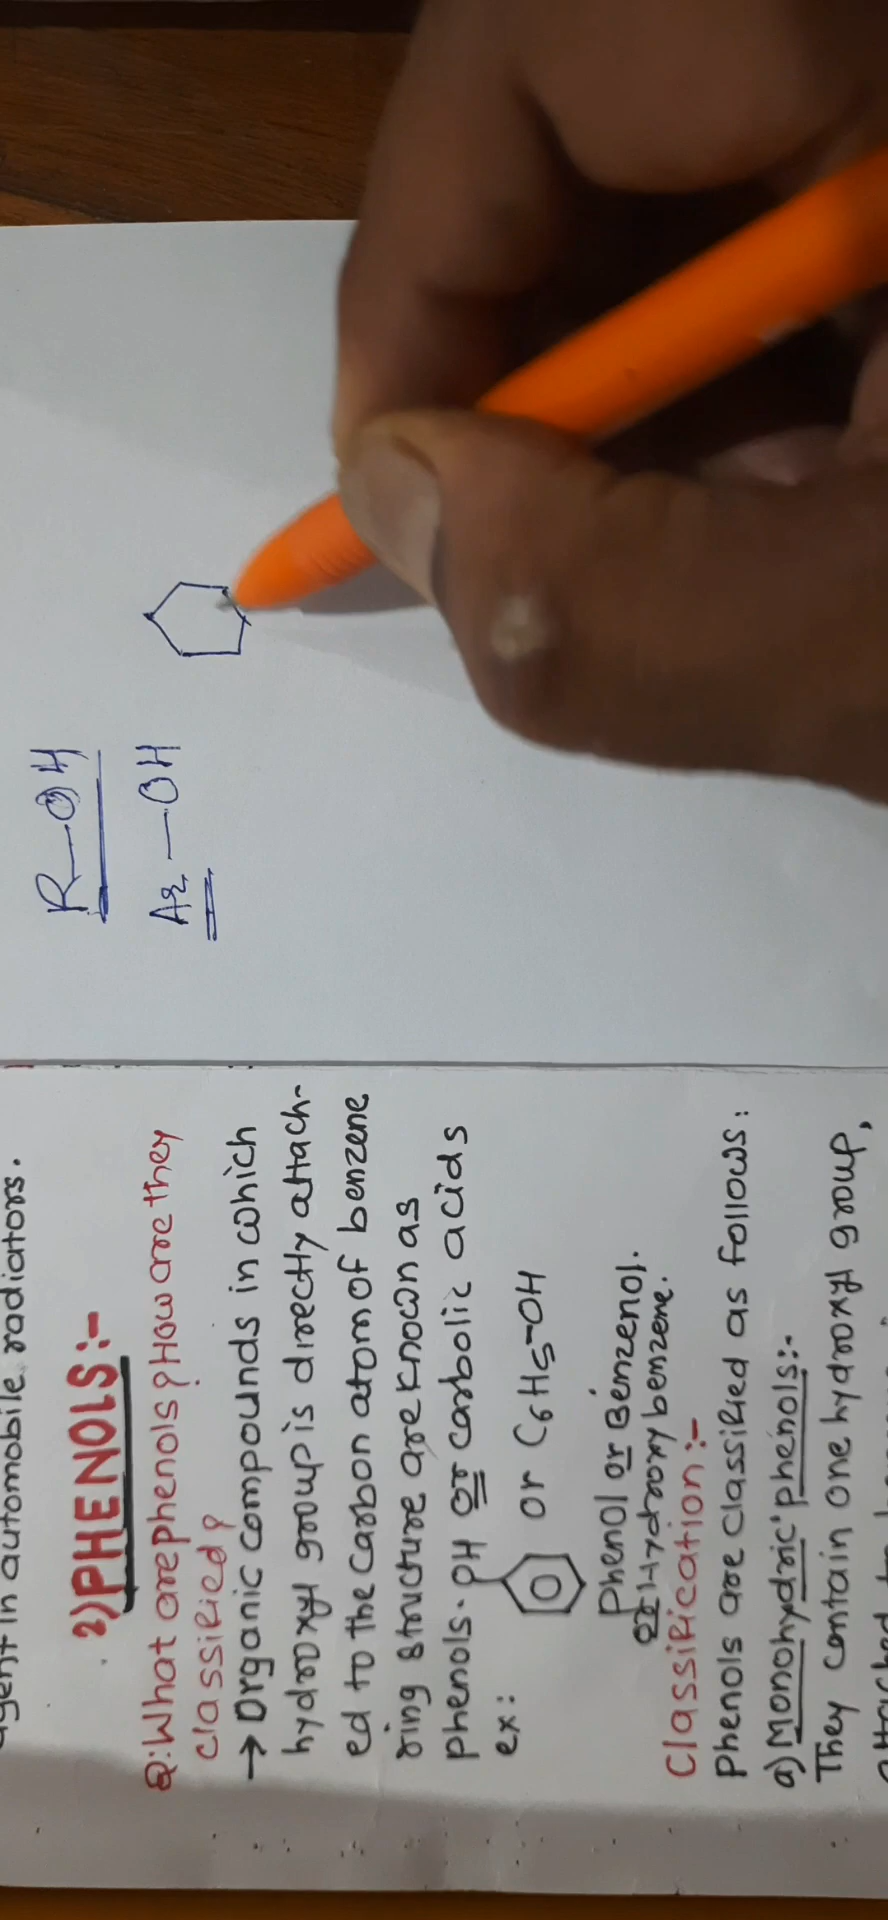 agent in automobile radiators.
2) PHENOLS:-
Q: What are phenols? How are they
classified?
→ Organic compounds in which
hydroxyl group is directly attach-
ed to the carbon atom of benzene
ring structure are known as
phenols. or carbolic acids
OH
ex: or C6H5-OH
Phenol or Benzenol.
or Hydroxy benzene.
Classification:-
Phenols are classified as follows:
a) Monohydric phenols:-
They contain one hydroxyl group,
R-OH
Ar-OH